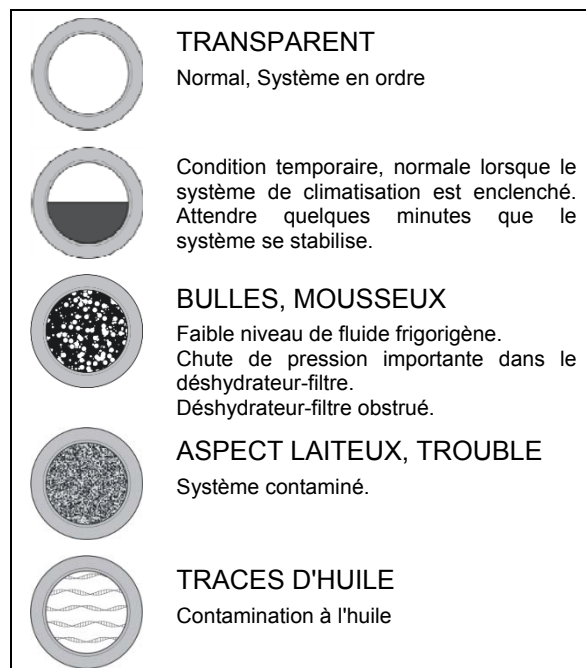 TRANSPARENT
Normal, Système en ordre
Condition temporaire, normale lorsque le
système de climatisation est enclenché.
Attendre quelques minutes que le
système se stabilise.
BULLES, MOUSSEUX
Faible niveau de fluide frigorigène.
Chute de pression importante dans le
déshydrateur-filtre.
Déshydrateur-filtre obstrué.
ASPECT LAITEUX, TROUBLE
Système contaminé.
TRACES D'HUILE
Contamination à l'huile